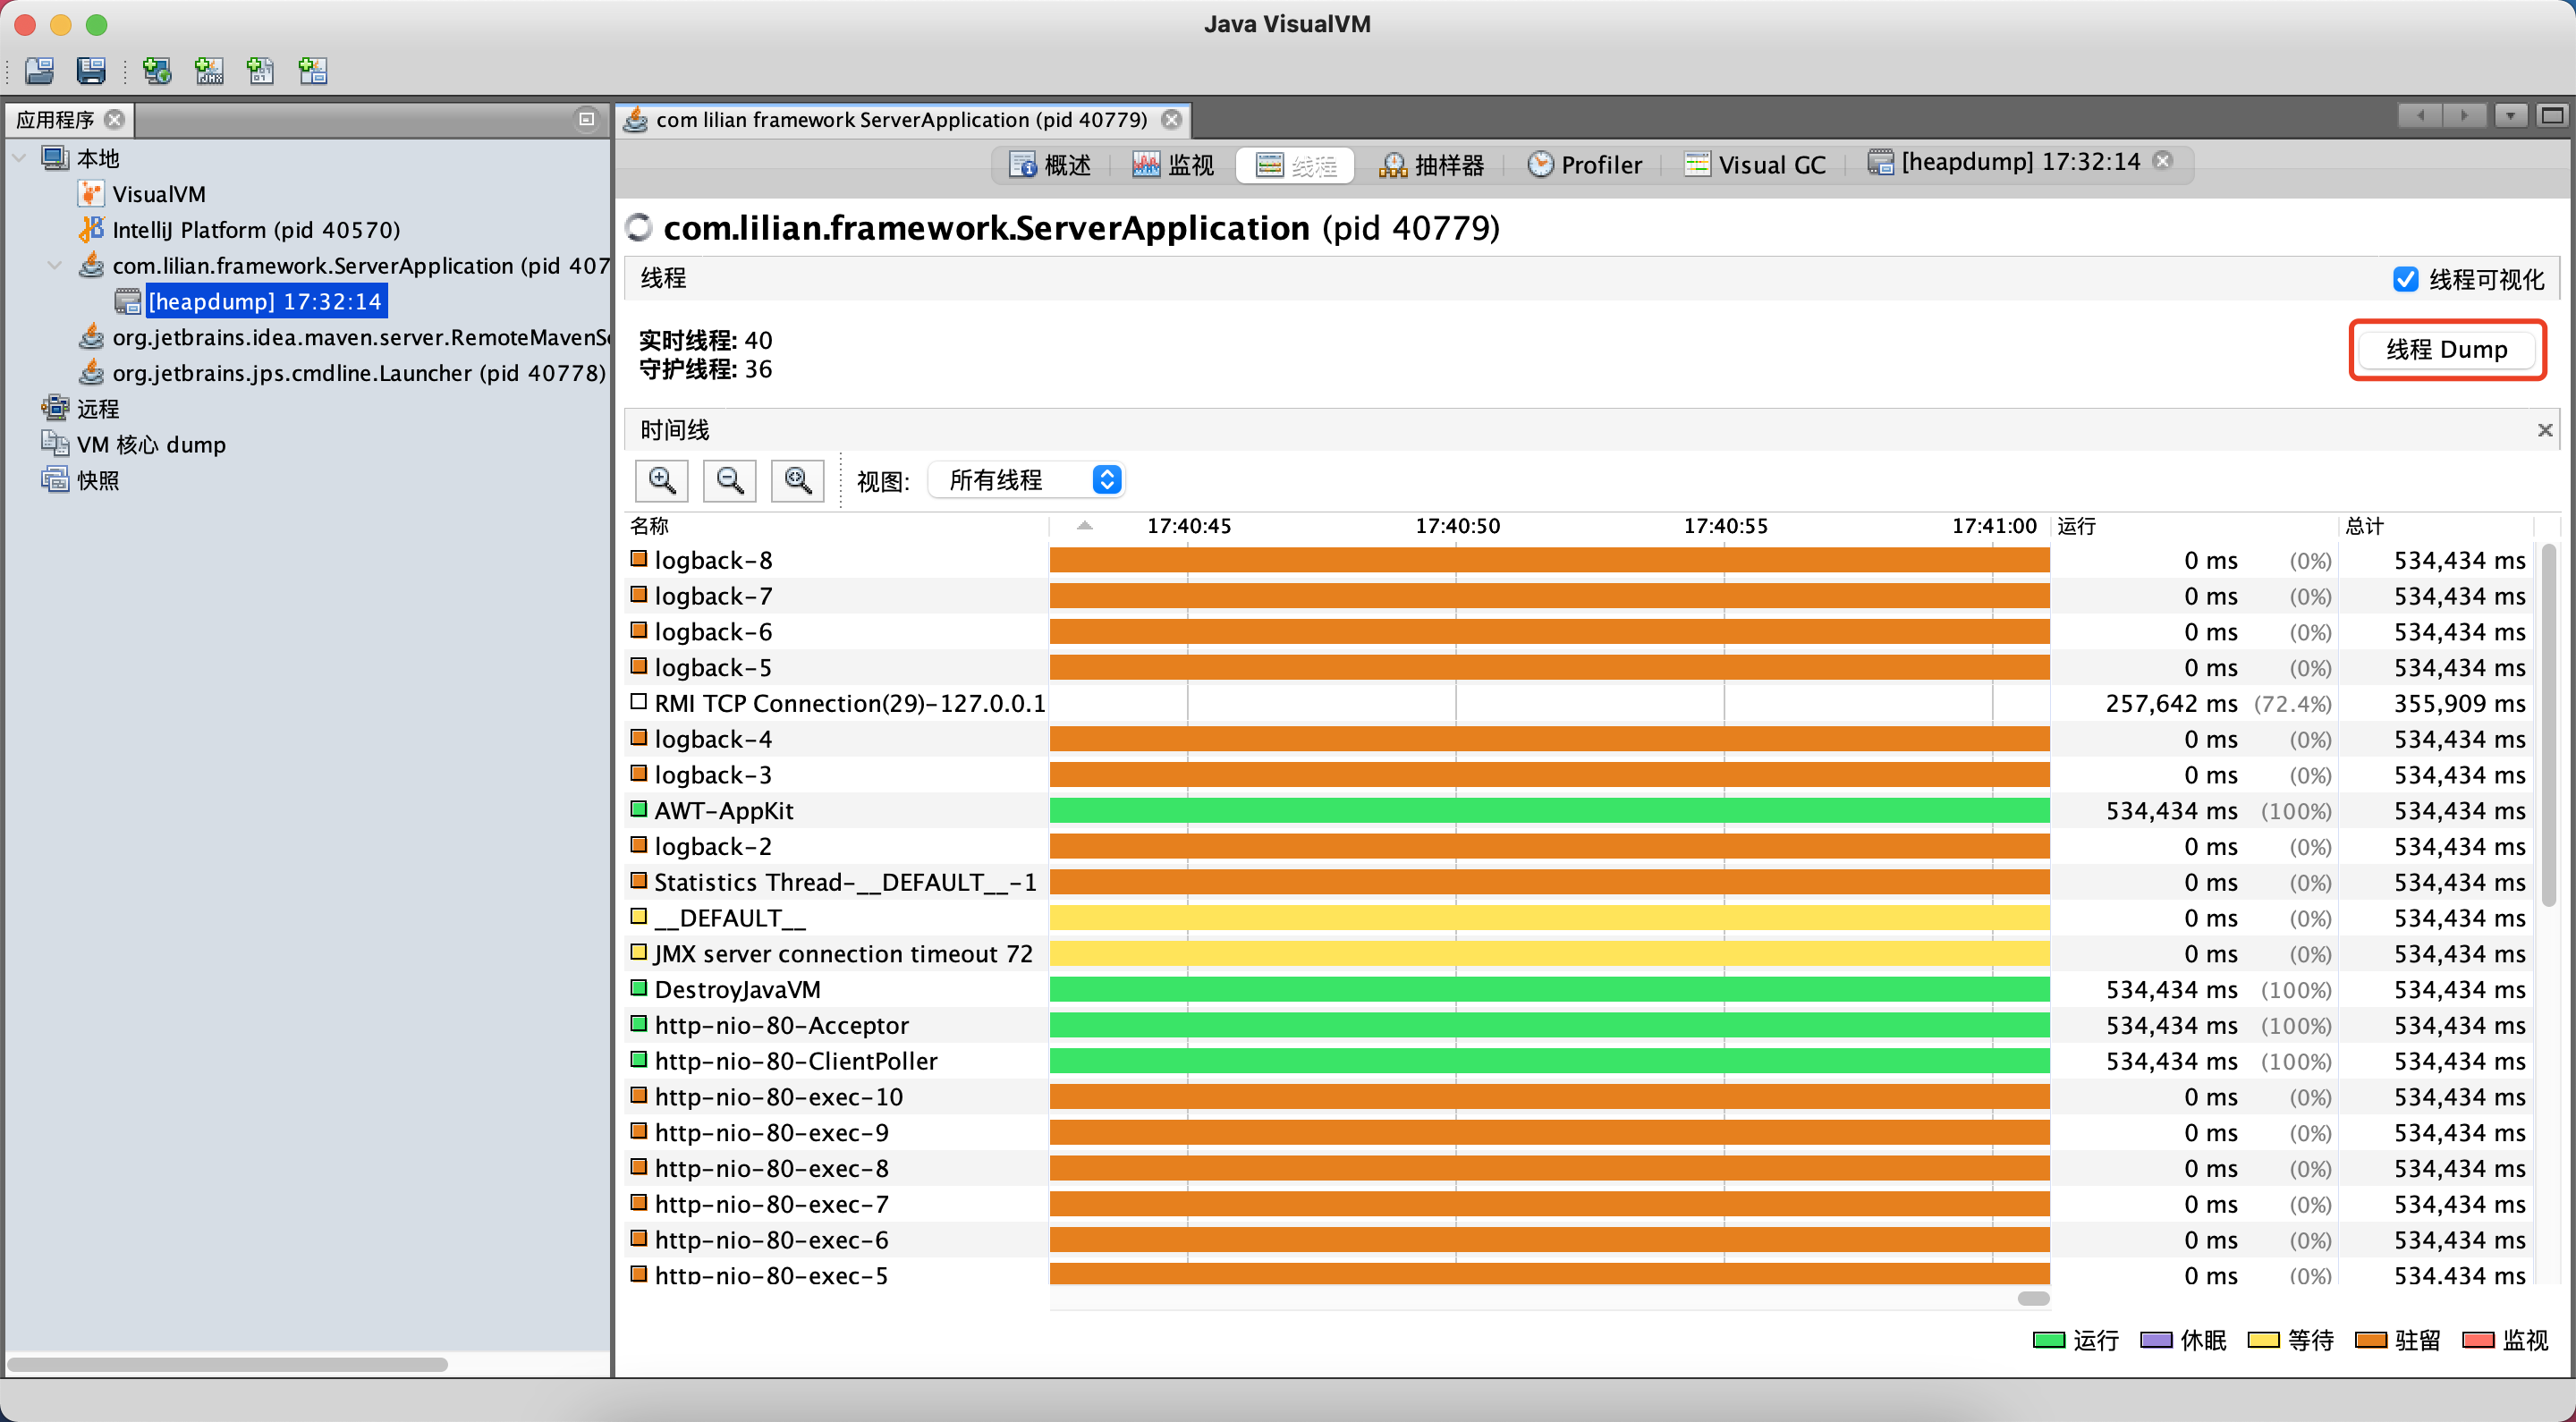 Java VisualVM
应用程序
本地
VisualVM
IntelliJ Platform (pid 40570)
com.lilian.framework.ServerApplication (pid 407
[heapdump] 17:32:14
org.jetbrains.idea.maven.server.RemoteMavenSe
org.jetbrains.jps.cmdline.Launcher (pid 40778)
远程
VM 核心 dump
快照
com lilian framework ServerApplication (pid 40779)
概述 监视 线程 抽样器 Profiler Visual GC [heapdump] 17:32:14
com.lilian.framework.ServerApplication (pid 40779)
线程 线程可视化
实时线程: 40
守护线程: 36
线程 Dump
时间线
视图: 所有线程
名称 17:40:45 17:40:50 17:40:55 17:41:00 运行 总计
logback-8 0 ms (0%) 534,434 ms
logback-7 0 ms (0%) 534,434 ms
logback-6 0 ms (0%) 534,434 ms
logback-5 0 ms (0%) 534,434 ms
RMI TCP Connection(29)-127.0.0.1 257,642 ms (72.4%) 355,909 ms
logback-4 0 ms (0%) 534,434 ms
logback-3 0 ms (0%) 534,434 ms
AWT-AppKit 534,434 ms (100%) 534,434 ms
logback-2 0 ms (0%) 534,434 ms
Statistics Thread-__DEFAULT__-1 0 ms (0%) 534,434 ms
__DEFAULT__ 0 ms (0%) 534,434 ms
JMX server connection timeout 72 0 ms (0%) 534,434 ms
DestroyJavaVM 534,434 ms (100%) 534,434 ms
http-nio-80-Acceptor 534,434 ms (100%) 534,434 ms
http-nio-80-ClientPoller 534,434 ms (100%) 534,434 ms
http-nio-80-exec-10 0 ms (0%) 534,434 ms
http-nio-80-exec-9 0 ms (0%) 534,434 ms
http-nio-80-exec-8 0 ms (0%) 534,434 ms
http-nio-80-exec-7 0 ms (0%) 534,434 ms
http-nio-80-exec-6 0 ms (0%) 534,434 ms
http-nio-80-exec-5 0 ms (0%) 534,434 ms
运行 休眠 等待 驻留 监视